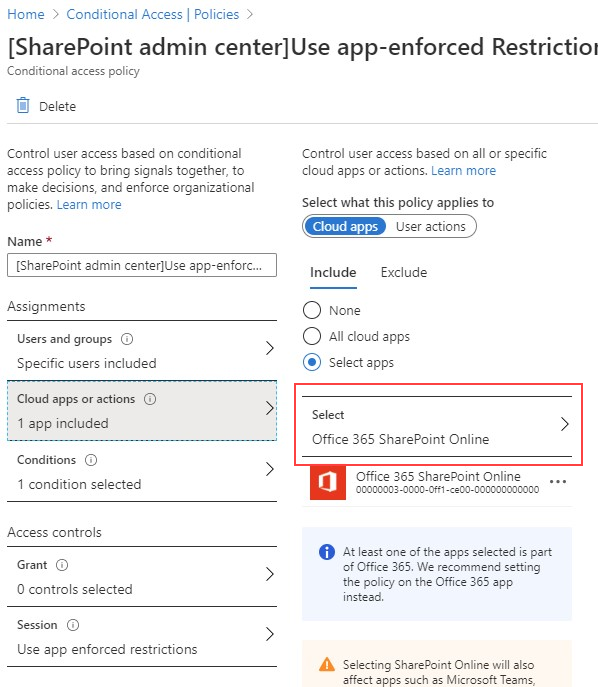 Home > Conditional Access | Policies >
[SharePoint admin center]Use app-enforced Restriction
Conditional access policy
Delete
Control user access based on conditional
access policy to bring signals together, to
make decisions, and enforce organizational
policies. Learn more
Name *
[SharePoint admin center]Use app-enforc...
Assignments
Users and groups
Specific users included
Cloud apps or actions
1 app included
Conditions
1 condition selected
Access controls
Grant
0 controls selected
Session
Use app enforced restrictions
Control user access based on all or specific
cloud apps or actions. Learn more
Select what this policy applies to
Cloud apps User actions
Include Exclude
None
All cloud apps
Select apps
Select
Office 365 SharePoint Online
Office 365 SharePoint Online
00000003-0000-0ff1-ce00-000000000000
At least one of the apps selected is part
of Office 365. We recommend setting
the policy on the Office 365 app
instead.
Selecting SharePoint Online will also
affect apps such as Microsoft Teams,